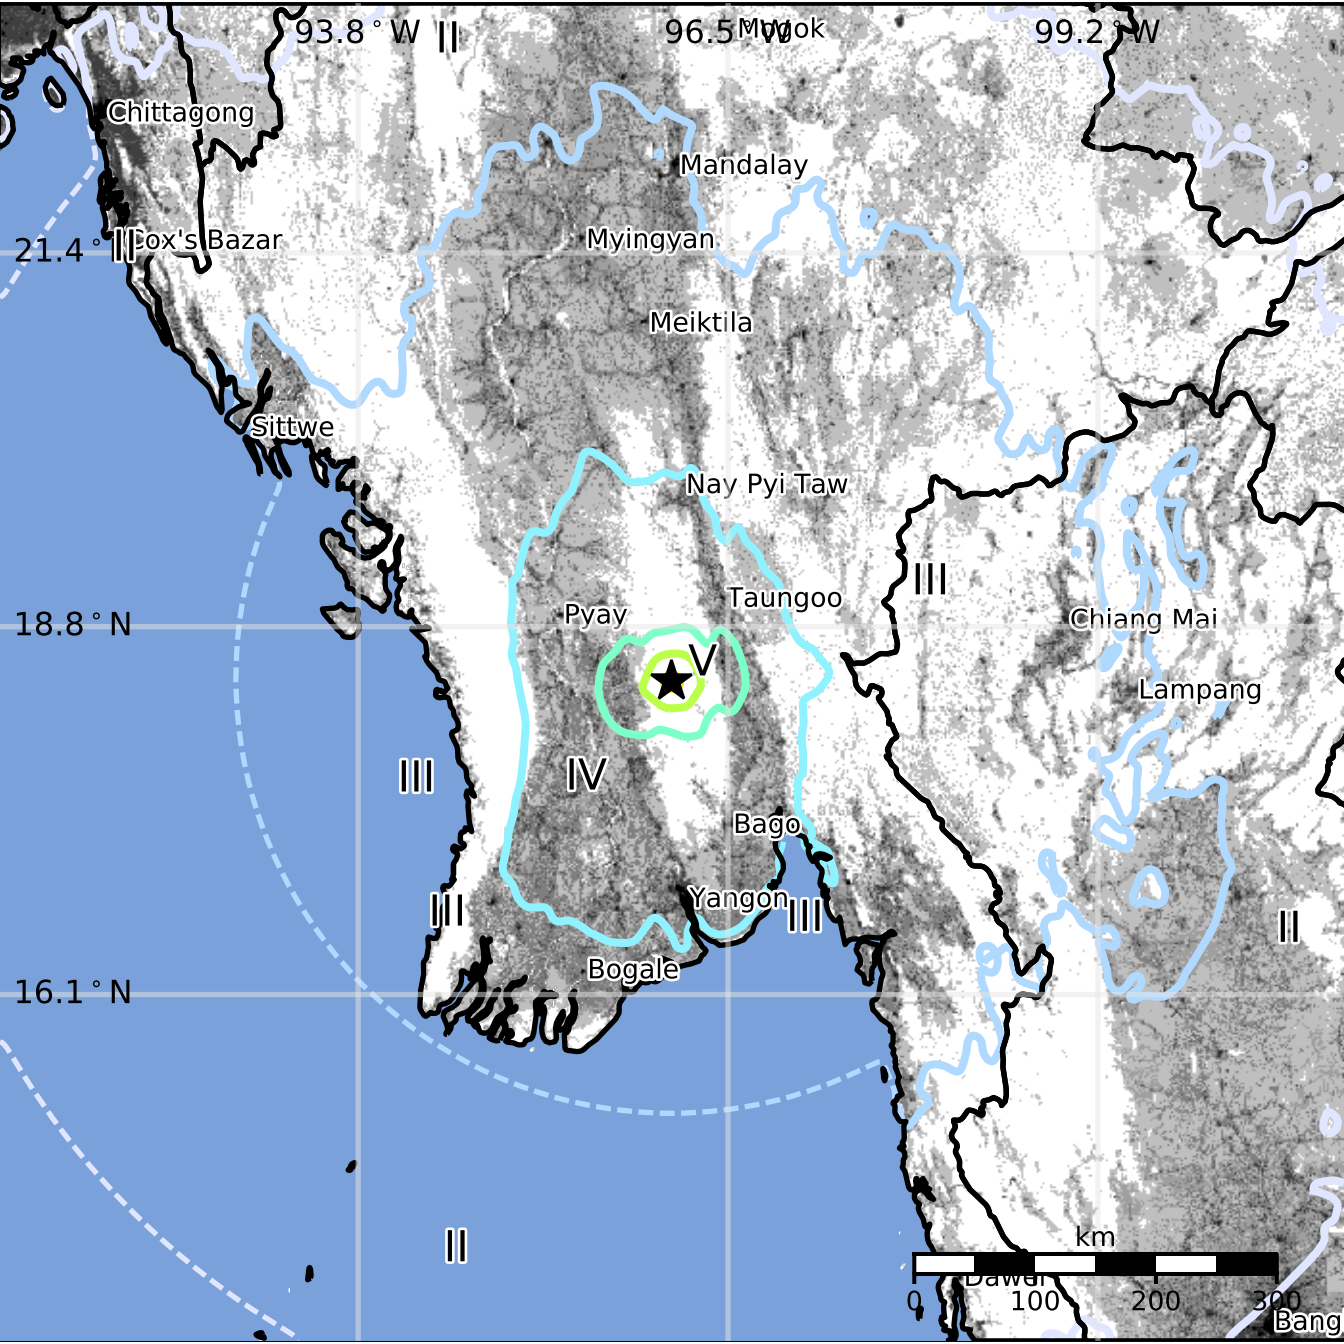 93.8°W
II
96.5°W
Mogok
99.2°W
Chittagong
Mandalay
21.4°
II
Cox's Bazar
Myingyan
Meiktila
Sittwe
Nay Pyi Taw
III
Taungoo
Pyay
18.8°N
Chiang Mai
V
Lampang
III
IV
Bago
Yangon
III
III
II
Bogale
16.1°N
II
km
Dawei
0 100 200 300
Bang